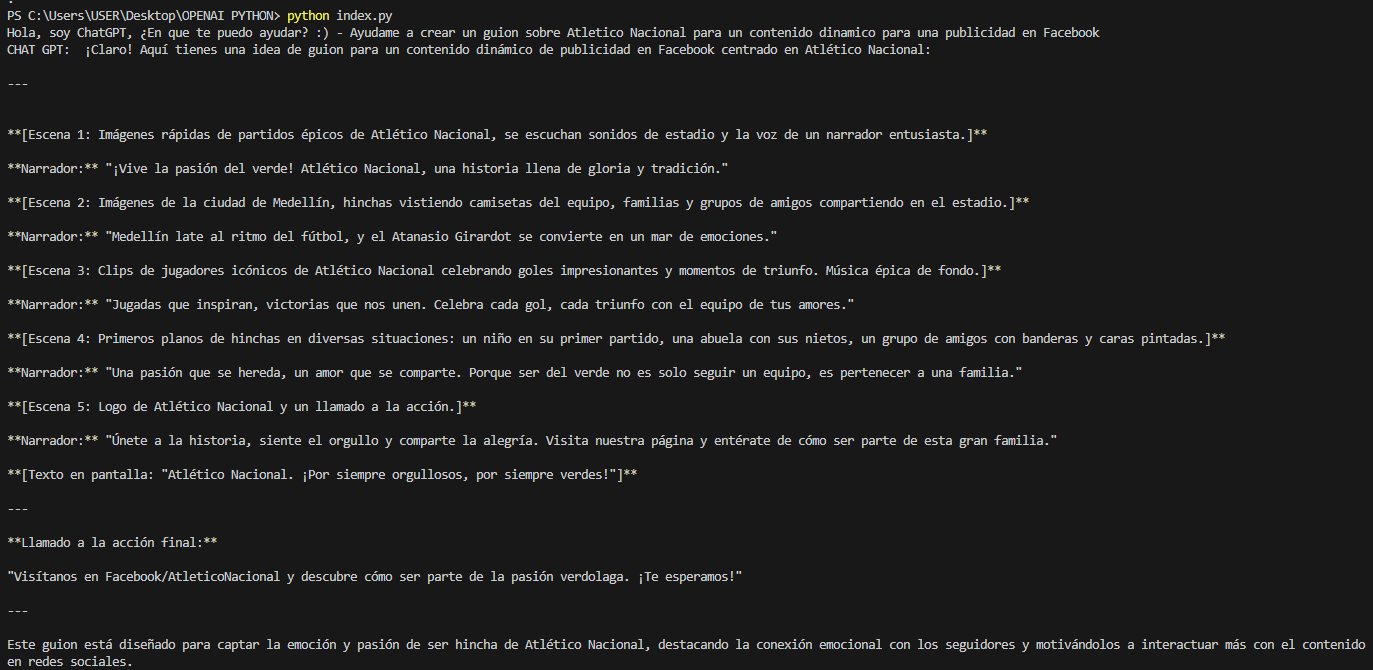 PS C:\Users\USER\Desktop\OPENAI PYTHON> python index.py
Hola, soy ChatGPT, ¿En que te puedo ayudar? :) - Ayudame a crear un guion sobre Atletico Nacional para un contenido dinamico para una publicidad en Facebook
CHAT GPT:  ¡Claro! Aquí tienes una idea de guion para un contenido dinámico de publicidad en Facebook centrado en Atlético Nacional:
---
**[Escena 1: Imágenes rápidas de partidos épicos de Atlético Nacional, se escuchan sonidos de estadio y la voz de un narrador entusiasta.]**
**Narrador:** "¡Vive la pasión del verde! Atlético Nacional, una historia llena de gloria y tradición."
**[Escena 2: Imágenes de la ciudad de Medellín, hinchas vistiendo camisetas del equipo, familias y grupos de amigos compartiendo en el estadio.]**
**Narrador:** "Medellín late al ritmo del fútbol, y el Atanasio Girardot se convierte en un mar de emociones."
**[Escena 3: Clips de jugadores icónicos de Atlético Nacional celebrando goles impresionantes y momentos de triunfo. Música épica de fondo.]**
**Narrador:** "Jugadas que inspiran, victorias que nos unen. Celebra cada gol, cada triunfo con el equipo de tus amores."
**[Escena 4: Primeros planos de hinchas en diversas situaciones: un niño en su primer partido, una abuela con sus nietos, un grupo de amigos con banderas y caras pintadas.]**
**Narrador:** "Una pasión que se hereda, un amor que se comparte. Porque ser del verde no es solo seguir un equipo, es pertenecer a una familia."
**[Escena 5: Logo de Atlético Nacional y un llamado a la acción.]**
**Narrador:** "Únete a la historia, siente el orgullo y comparte la alegría. Visita nuestra página y entérate de cómo ser parte de esta gran familia."
**[Texto en pantalla: "Atlético Nacional. ¡Por siempre orgullosos, por siempre verdes!"]**
---
**Llamado a la acción final:**
"Visítanos en Facebook/AtleticoNacional y descubre cómo ser parte de la pasión verdolaga. ¡Te esperamos!"
---
Este guion está diseñado para captar la emoción y pasión de ser hincha de Atlético Nacional, destacando la conexión emocional con los seguidores y motivándolos a interactuar más con el contenido
en redes sociales.